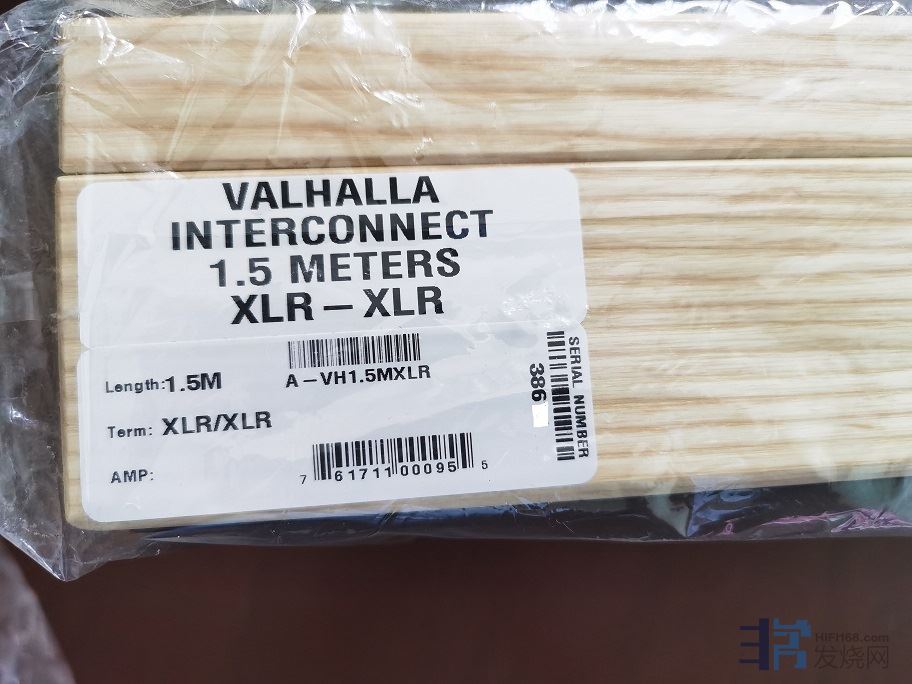 VALHALLA
INTERCONNECT
1.5 METERS
XLR – XLR
Length: 1.5M
A – VH1.5MXLR
Term: XLR/XLR
AMP:
7 61711 00095 5
SERIAL NUMBER
386
HIFH68.com
发烧网